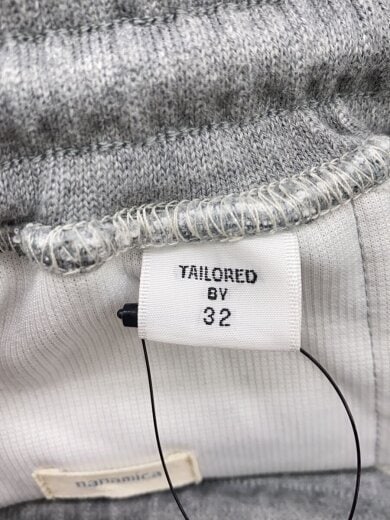 TAILORED
BY
32
nanamica